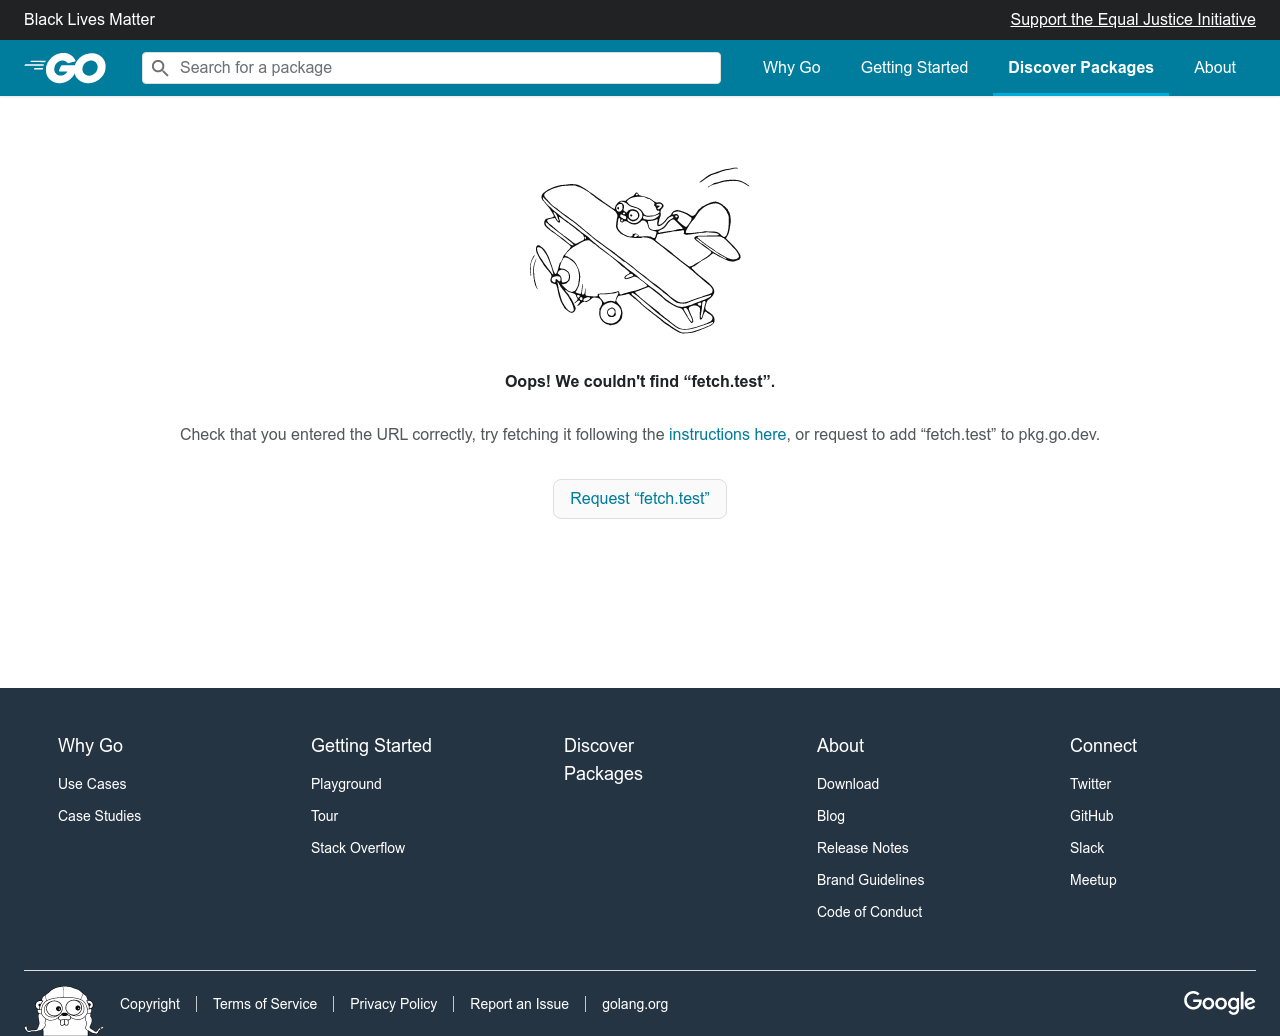 Black Lives Matter
Support the Equal Justice Initiative
GO
Search for a package
Why Go
Getting Started
Discover Packages
About
Oops! We couldn't find “fetch.test”.
Check that you entered the URL correctly, try fetching it following the instructions here, or request to add “fetch.test” to pkg.go.dev.
Request “fetch.test”
Why Go
Use Cases
Case Studies
Getting Started
Playground
Tour
Stack Overflow
Discover
Packages
About
Download
Blog
Release Notes
Brand Guidelines
Code of Conduct
Connect
Twitter
GitHub
Slack
Meetup
Copyright
Terms of Service
Privacy Policy
Report an Issue
golang.org
Google